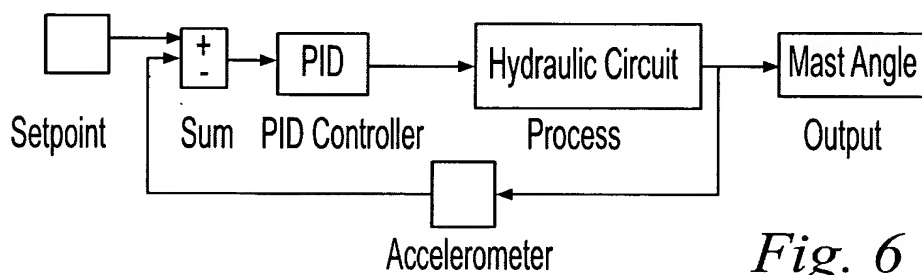 +
-
PID
Hydraulic Circuit
Mast Angle
Setpoint
Sum
PID Controller
Process
Output
Accelerometer
Fig. 6